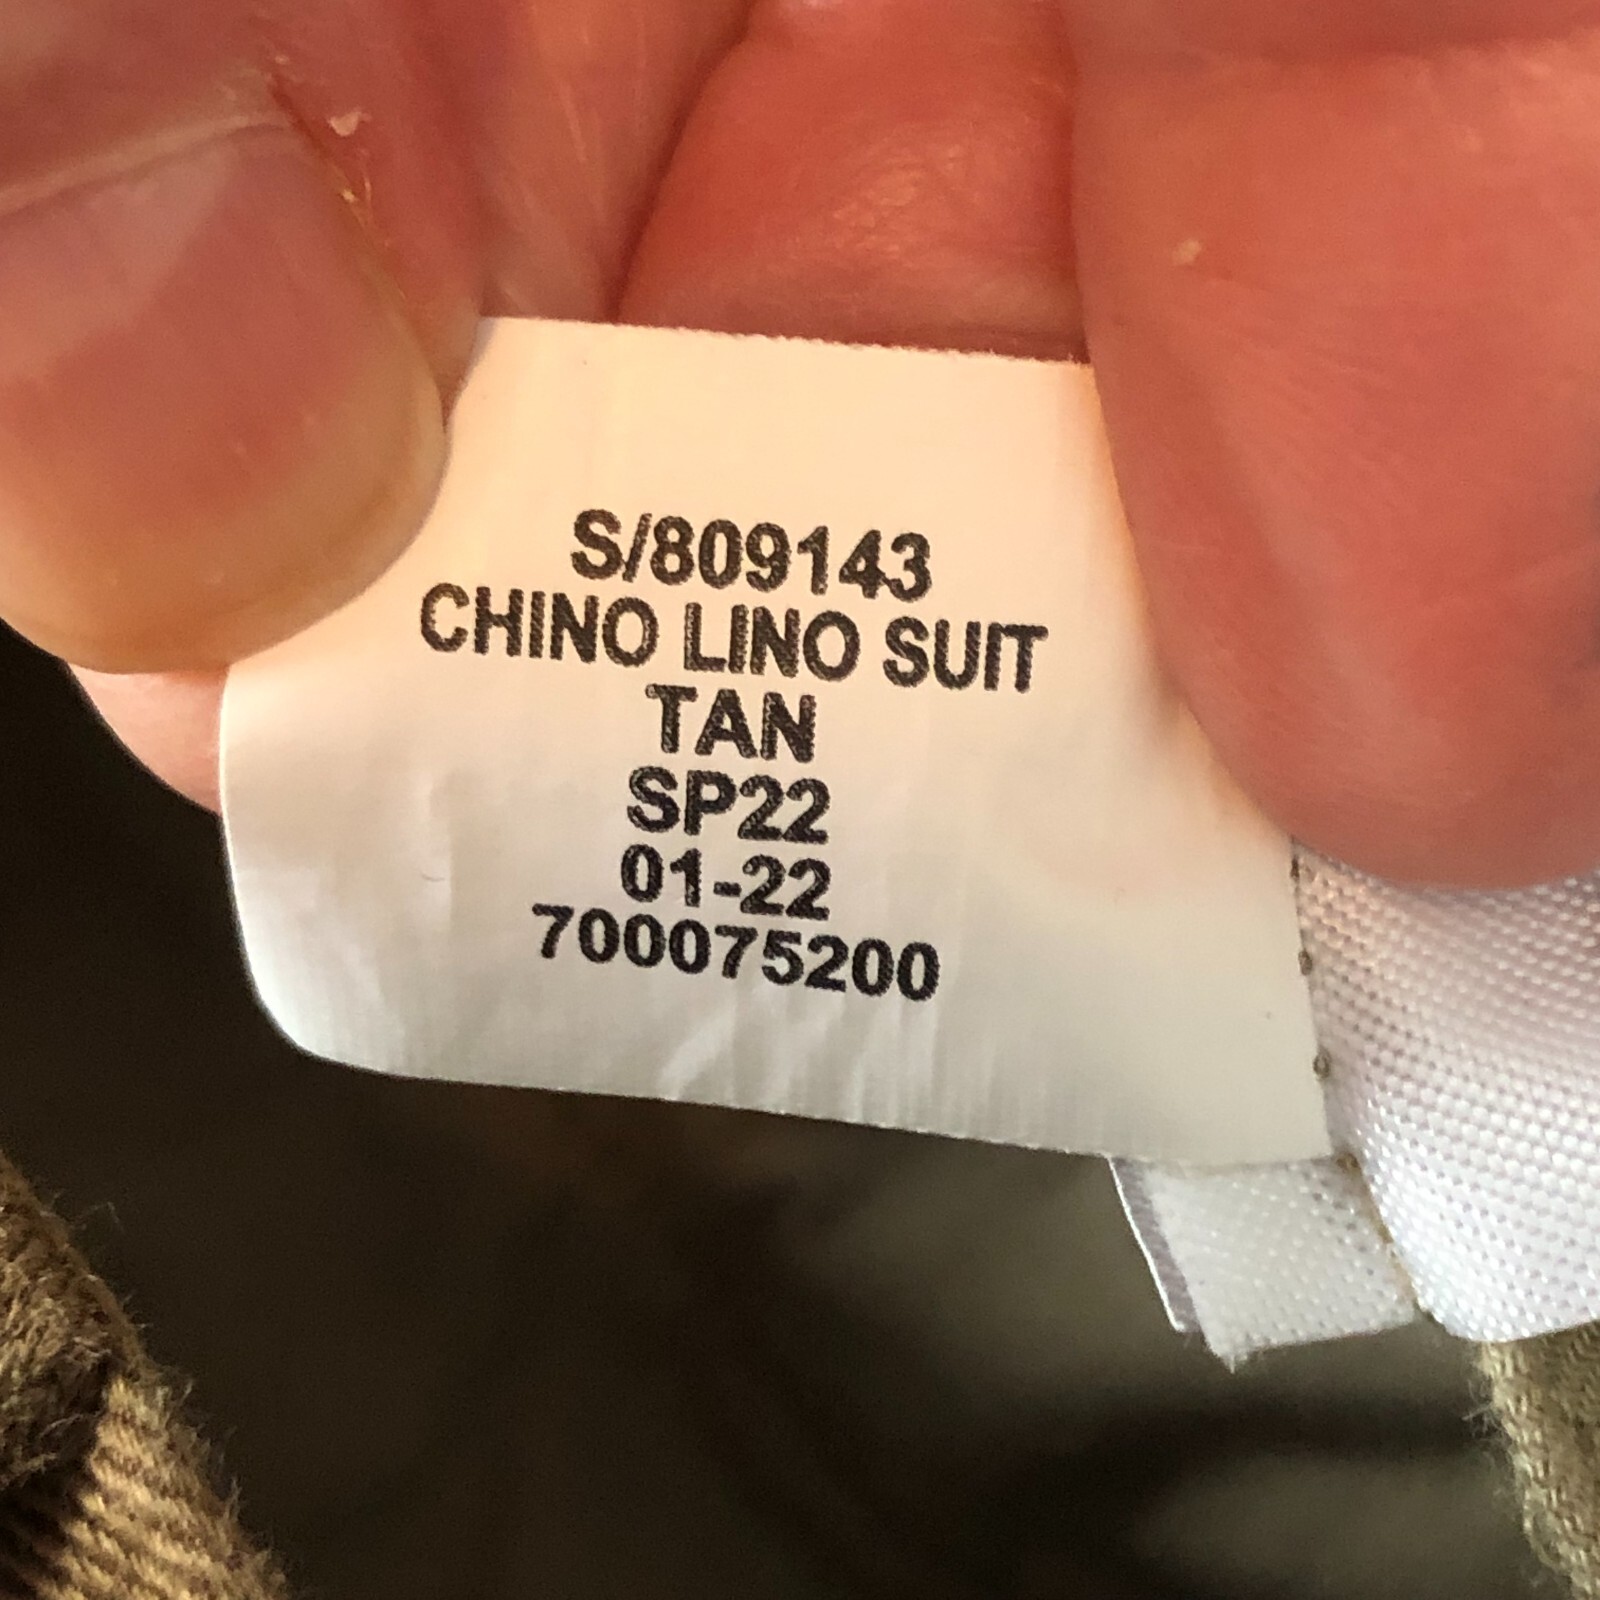 S/809143
CHINO LINO SUIT
TAN
SP22
01-22
700075200